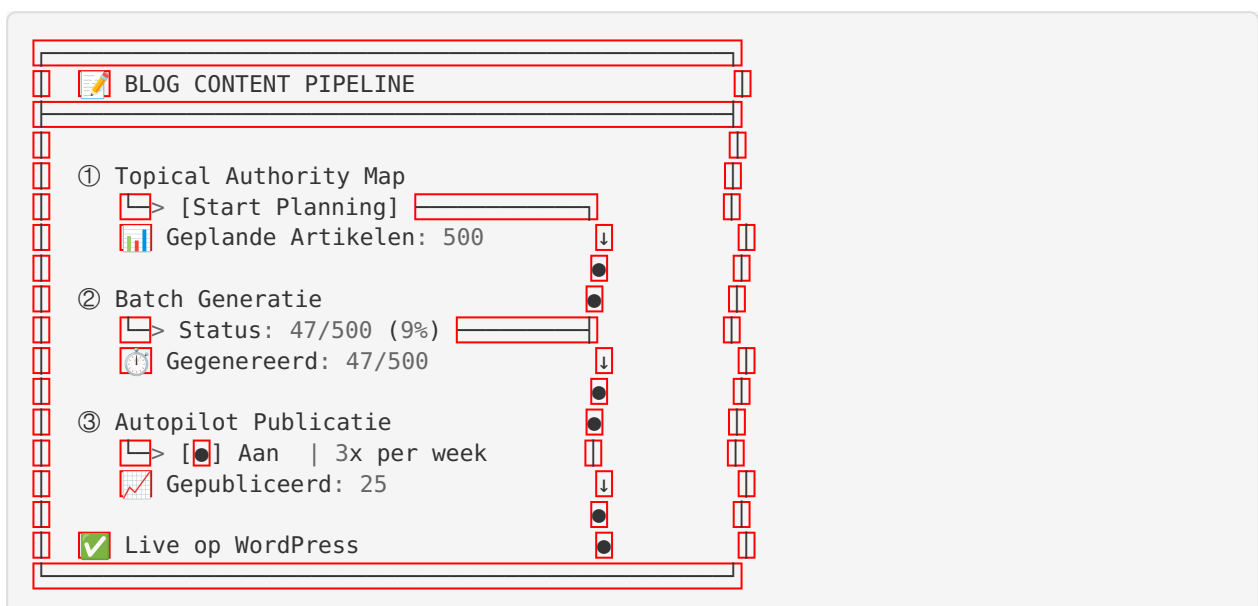 ┌─────────────────────────────────────────────┐
│  📝 BLOG CONTENT PIPELINE                     │
├─────────────────────────────────────────────┤
│                                             │
│  ① Topical Authority Map                     │
│     └─> [Start Planning] ├───────────┐        │
│     📊 Geplande Artikelen: 500       ↓        │
│                                    ●        │
│  ② Batch Generatie                 ●        │
│     └─> Status: 47/500 (9%) ├────────┤        │
│     ⏱️ Gegenereerd: 47/500           ↓        │
│                                    ●        │
│  ③ Autopilot Publicatie            ●        │
│     └─> [●] Aan  | 3x per week      │        │
│     📈 Gepubliceerd: 25              ↓        │
│                                    ●        │
│  ✅ Live op WordPress               ●        │
└─────────────────────────────────────────────┘